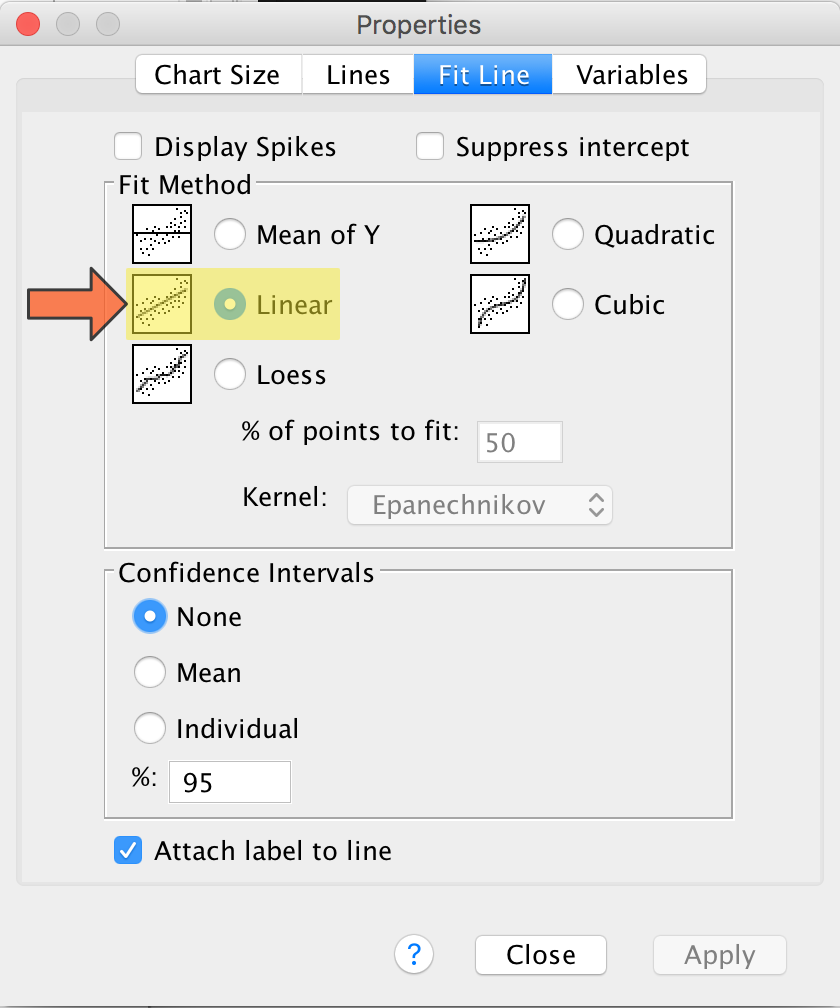 Properties
Chart Size Lines Fit Line Variables
Display Spikes Suppress intercept
Fit Method
Mean of Y Quadratic
Linear Cubic
Loess
% of points to fit: 50
Kernel: Epanechnikov
Confidence Intervals
None
Mean
Individual
%: 95
Attach label to line
? Close Apply